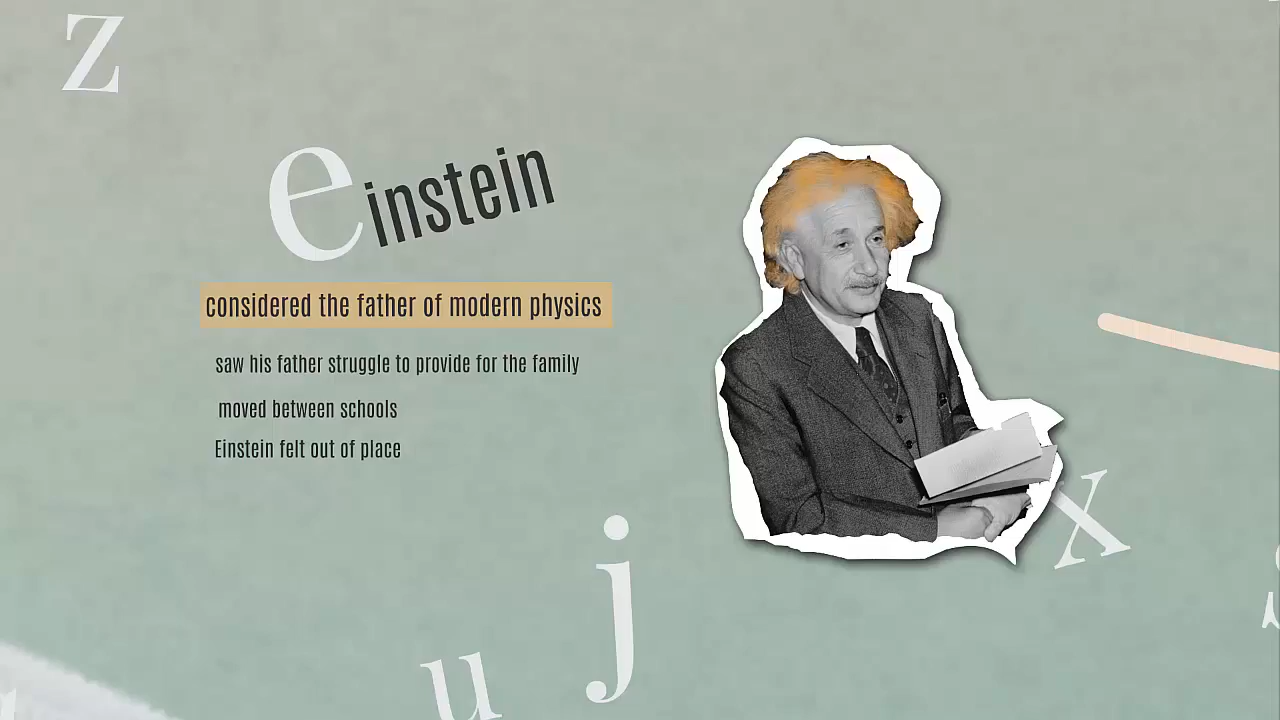 z
einstein
considered the father of modern physics
saw his father struggle to provide for the family
moved between schools
Einstein felt out of place
x
j
u